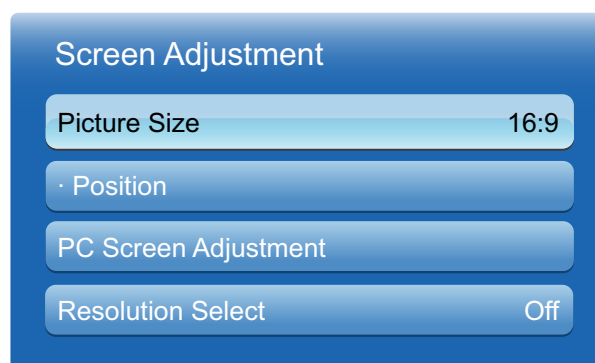 Screen Adjustment
Picture Size 16:9
· Position
PC Screen Adjustment
Resolution Select Off